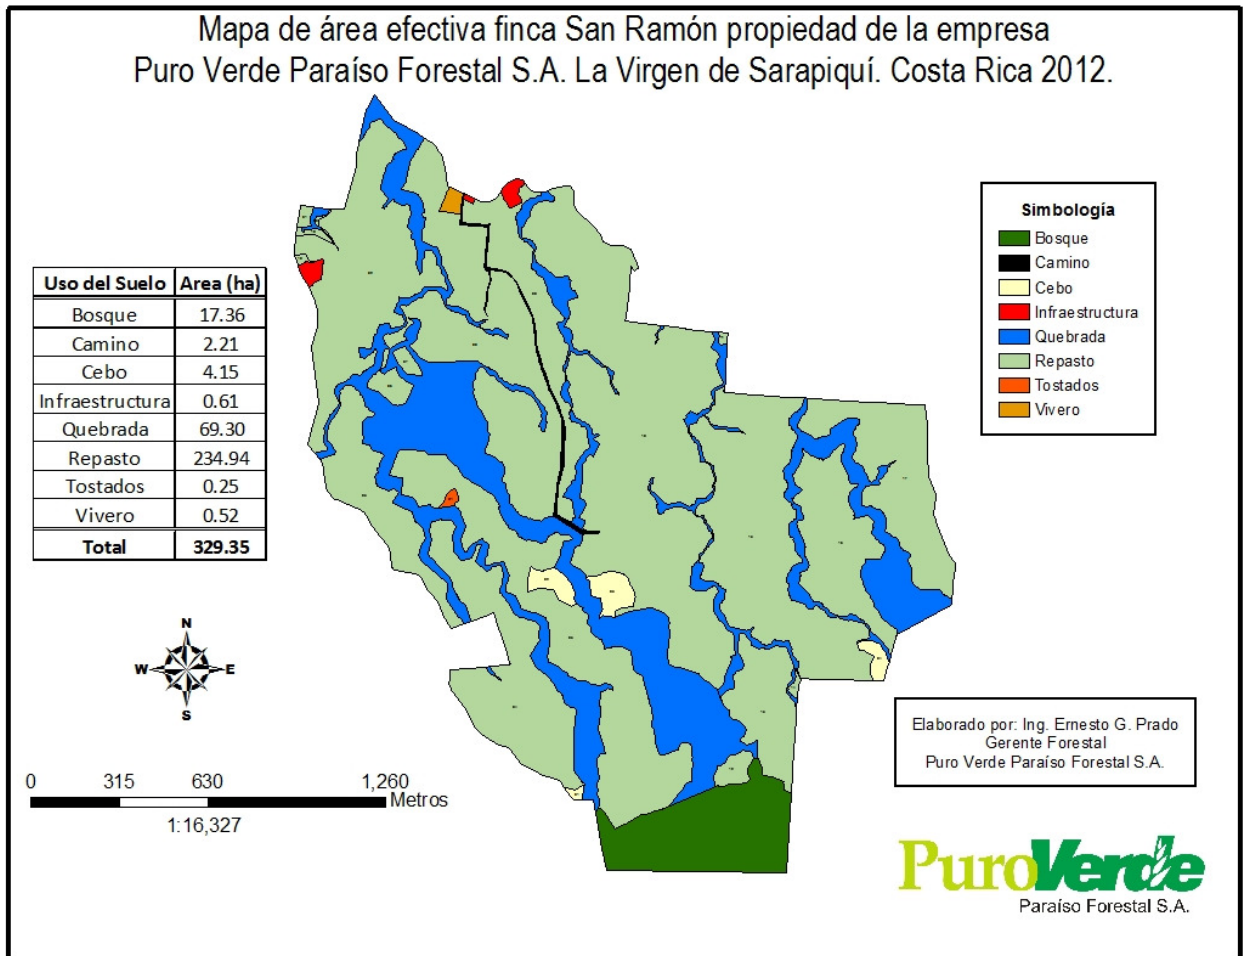 Mapa de área efectiva finca San Ramón propiedad de la empresa
Puro Verde Paraíso Forestal S.A. La Virgen de Sarapiquí. Costa Rica 2012.
Uso del Suelo Area (ha)
Bosque 17.36
Camino 2.21
Cebo 4.15
Infraestructura 0.61
Quebrada 69.30
Repasto 234.94
Tostados 0.25
Vivero 0.52
Total 329.35
Simbología
Bosque
Camino
Cebo
Infraestructura
Quebrada
Repasto
Tostados
Vivero
N
W E
S
0 315 630 1,260
Metros
1:16,327
Elaborado por: Ing. Ernesto G. Prado
Gerente Forestal
Puro Verde Paraíso Forestal S.A.
PuroVerde
Paraíso Forestal S.A.